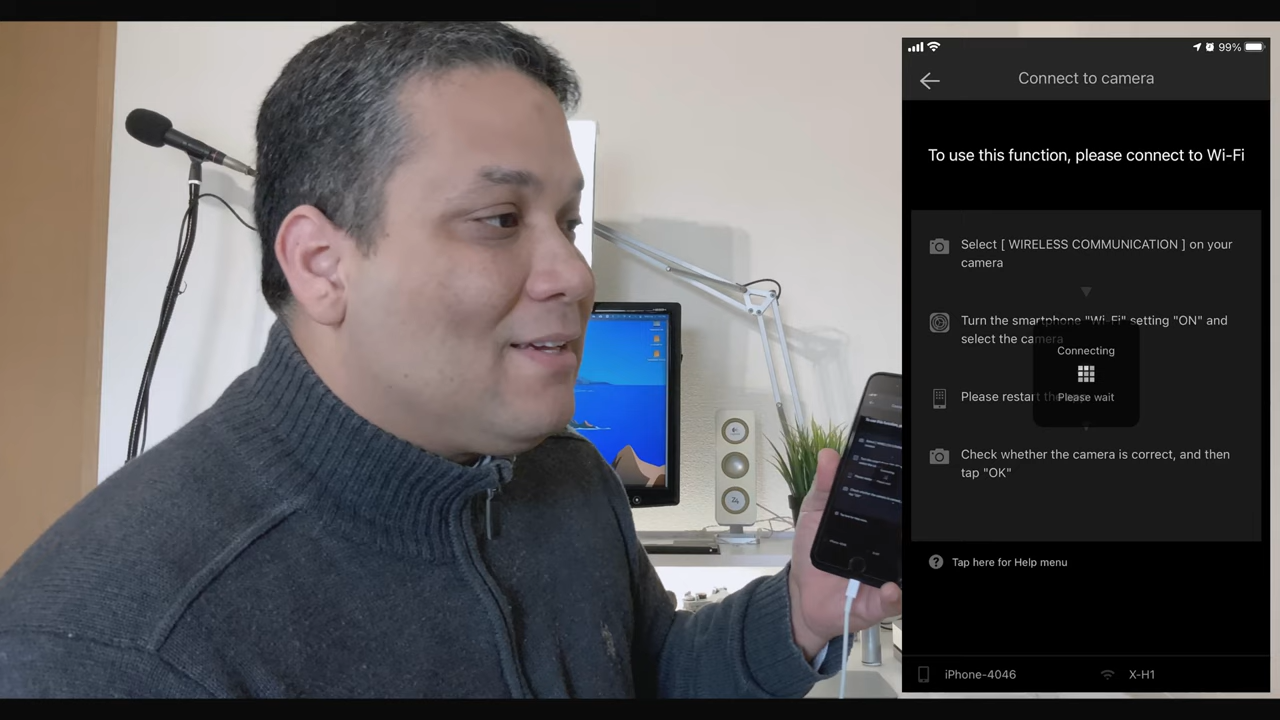 99%
Connect to camera
To use this function, please connect to Wi-Fi
Select [ WIRELESS COMMUNICATION ] on your
camera
Turn the smartphone "Wi-Fi" setting "ON" and
select the camera
Connecting
Please restart the
Please wait
Check whether the camera is correct, and then
tap "OK"
Tap here for Help menu
iPhone-4046
X-H1